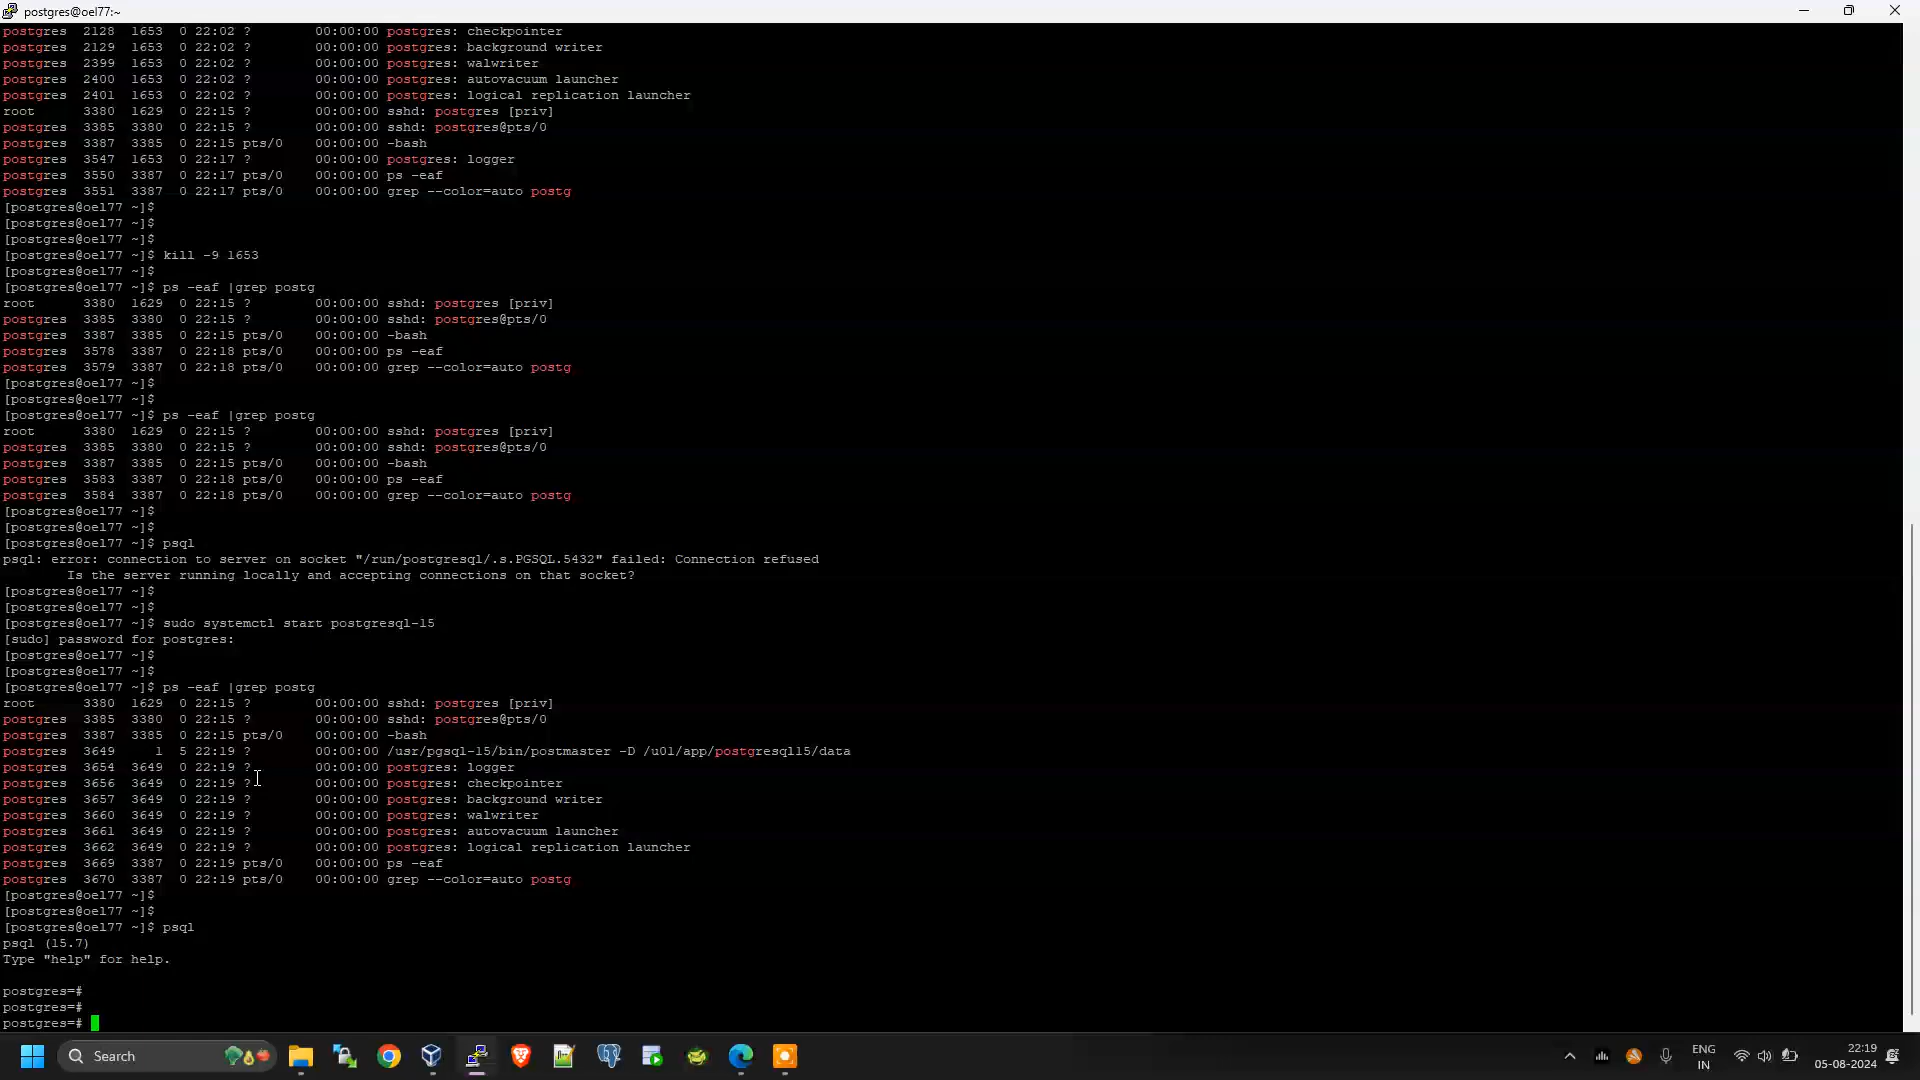 postgres@oel77:~
postgres  2128  1653  0 22:02 ?        00:00:00 postgres: checkpointer
postgres  2129  1653  0 22:02 ?        00:00:00 postgres: background writer
postgres  2399  1653  0 22:02 ?        00:00:00 postgres: walwriter
postgres  2400  1653  0 22:02 ?        00:00:00 postgres: autovacuum launcher
postgres  2401  1653  0 22:02 ?        00:00:00 postgres: logical replication launcher
root      3380  1629  0 22:15 ?        00:00:00 sshd: postgres [priv]
postgres  3385  3380  0 22:15 ?        00:00:00 sshd: postgres@pts/0
postgres  3387  3385  0 22:15 pts/0    00:00:00 -bash
postgres  3547  1653  0 22:17 ?        00:00:00 postgres: logger
postgres  3550  3387  0 22:17 pts/0    00:00:00 ps -eaf
postgres  3551  3387  0 22:17 pts/0    00:00:00 grep --color=auto postg
[postgres@oel77 ~]$
[postgres@oel77 ~]$
[postgres@oel77 ~]$
[postgres@oel77 ~]$ kill -9 1653
[postgres@oel77 ~]$
[postgres@oel77 ~]$ ps -eaf |grep postg
root      3380  1629  0 22:15 ?        00:00:00 sshd: postgres [priv]
postgres  3385  3380  0 22:15 ?        00:00:00 sshd: postgres@pts/0
postgres  3387  3385  0 22:15 pts/0    00:00:00 -bash
postgres  3578  3387  0 22:18 pts/0    00:00:00 ps -eaf
postgres  3579  3387  0 22:18 pts/0    00:00:00 grep --color=auto postg
[postgres@oel77 ~]$
[postgres@oel77 ~]$
[postgres@oel77 ~]$ ps -eaf |grep postg
root      3380  1629  0 22:15 ?        00:00:00 sshd: postgres [priv]
postgres  3385  3380  0 22:15 ?        00:00:00 sshd: postgres@pts/0
postgres  3387  3385  0 22:15 pts/0    00:00:00 -bash
postgres  3583  3387  0 22:18 pts/0    00:00:00 ps -eaf
postgres  3584  3387  0 22:18 pts/0    00:00:00 grep --color=auto postg
[postgres@oel77 ~]$
[postgres@oel77 ~]$
[postgres@oel77 ~]$ psql
psql: error: connection to server on socket "/run/postgresql/.s.PGSQL.5432" failed: Connection refused
        Is the server running locally and accepting connections on that socket?
[postgres@oel77 ~]$
[postgres@oel77 ~]$
[postgres@oel77 ~]$ sudo systemctl start postgresql-15
[sudo] password for postgres:
[postgres@oel77 ~]$
[postgres@oel77 ~]$
[postgres@oel77 ~]$ ps -eaf |grep postg
root      3380  1629  0 22:15 ?        00:00:00 sshd: postgres [priv]
postgres  3385  3380  0 22:15 ?        00:00:00 sshd: postgres@pts/0
postgres  3387  3385  0 22:15 pts/0    00:00:00 -bash
postgres  3649     1  5 22:19 ?        00:00:00 /usr/pgsql-15/bin/postmaster -D /u01/app/postgresql15/data
postgres  3654  3649  0 22:19 ?        00:00:00 postgres: logger
postgres  3656  3649  0 22:19 ?        00:00:00 postgres: checkpointer
postgres  3657  3649  0 22:19 ?        00:00:00 postgres: background writer
postgres  3660  3649  0 22:19 ?        00:00:00 postgres: walwriter
postgres  3661  3649  0 22:19 ?        00:00:00 postgres: autovacuum launcher
postgres  3662  3649  0 22:19 ?        00:00:00 postgres: logical replication launcher
postgres  3669  3387  0 22:19 pts/0    00:00:00 ps -eaf
postgres  3670  3387  0 22:19 pts/0    00:00:00 grep --color=auto postg
[postgres@oel77 ~]$
[postgres@oel77 ~]$
[postgres@oel77 ~]$ psql
psql (15.7)
Type "help" for help.
postgres=#
postgres=#
postgres=#
Search
ENG
IN
22:19
05-08-2024